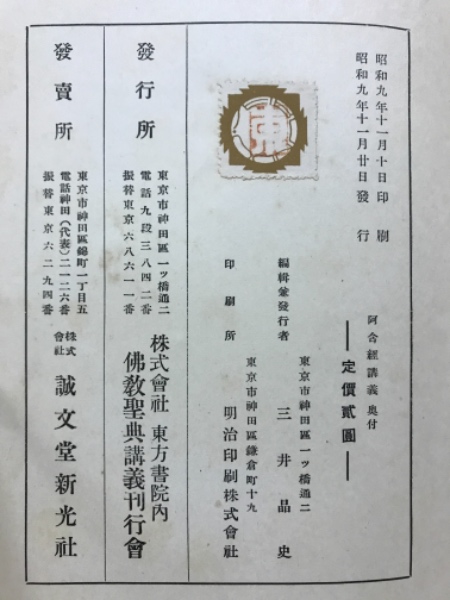 昭和九年十一月十日印刷
昭和九年十一月廿日發行
阿含經講義奥付
定價貳圓
東京市神田區一ッ橋通二
編輯兼發行者 三井晶史
東京市神田區鎌倉町十九
印刷所 明治印刷株式會社
東
發行所
東京市神田區一ッ橋通二
電話九段三八四二番
振替東京六八六一一番
株式會社 東方書院內
佛敎聖典講義刊行會
發賣所
東京市神田區錦町一丁目五
電話神田(代表)二一二六番
振替東京六二九四番
株式會社 誠文堂新光社